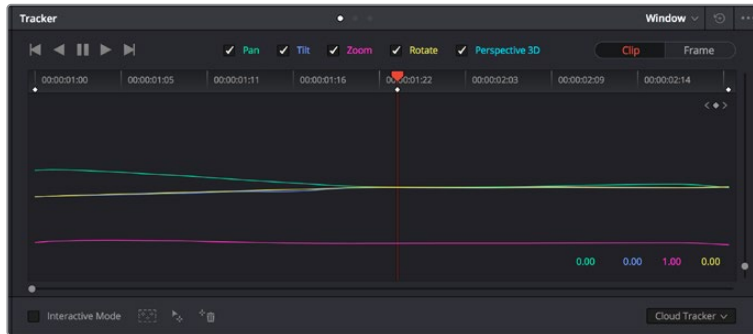 Tracker Window
Pan Tilt Zoom Rotate Perspective 3D Clip Frame
00:00:01:00 00:00:01:05 00:00:01:11 00:00:01:16 00:00:01:22 00:00:02:03 00:00:02:09 00:00:02:14
0.00 0.00 1.00 0.00
Interactive Mode Cloud Tracker